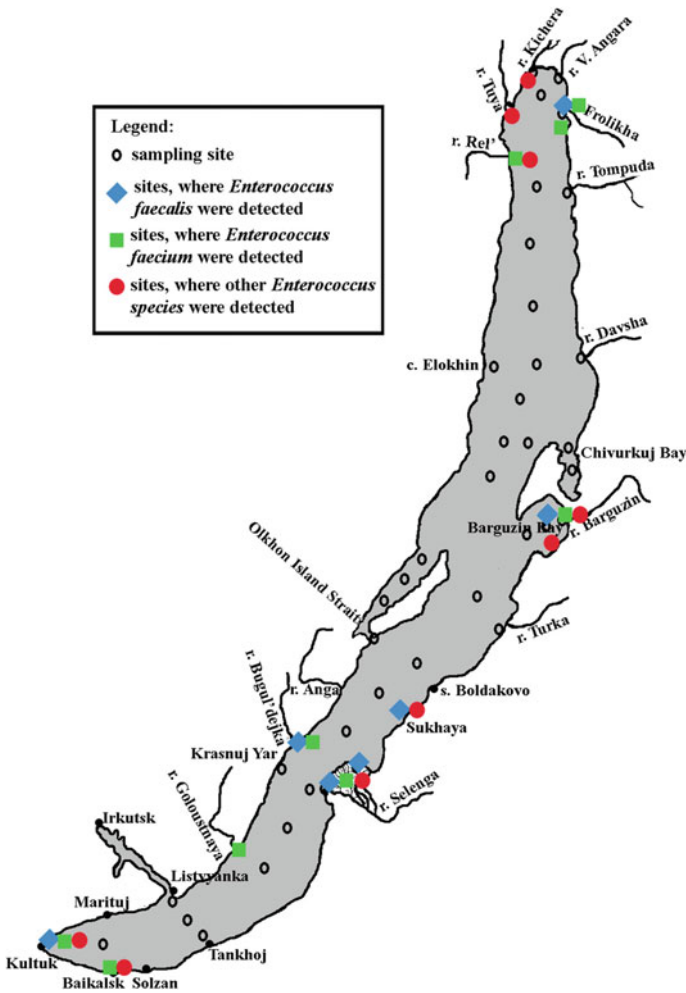 r. Kichera
r. V. Angara
r. Tuya
Frolikha
r. Rel'
r. Tompuda
Legend:
sampling site
sites, where Enterococcus
faecalis were detected
sites, where Enterococcus
faecium were detected
sites, where other Enterococcus
species were detected
r. Davsha
c. Elokhin
Chivurkuj Bay
Barguzin Bay
r. Barguzin
Olkhon Island Strait
r. Turka
r. Anga
s. Boldakovo
r. Bugul'dejka
Sukhaya
Krasnuj Yar
r. Selenga
r. Goloustnaya
Irkutsk
Listvyanka
Marituj
Kultuk
Tankhoj
Baikalsk
Solzan